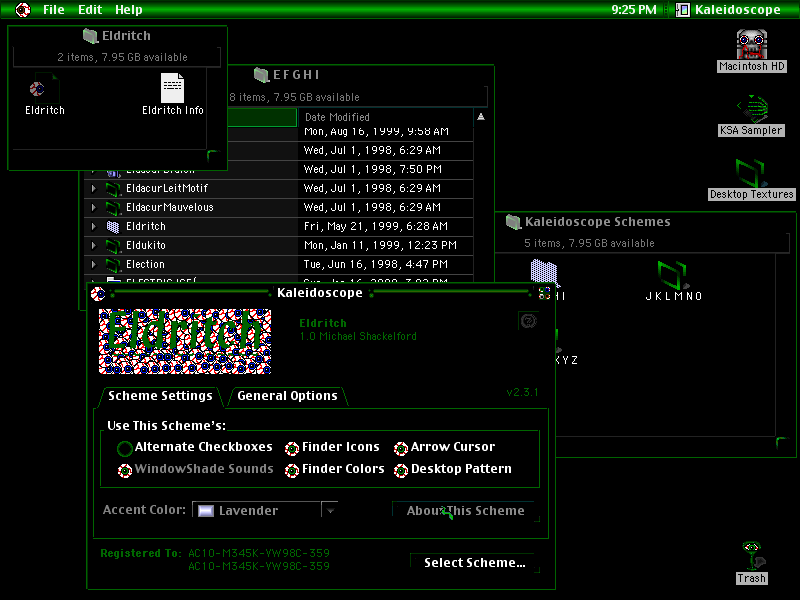 File Edit Help 9:25 PM Kaleidoscope
Eldritch
2 items, 7.95 GB available
Eldritch Eldritch Info
EFGHI
8 items, 7.95 GB available
Date Modified
Mon, Aug 16, 1999, 9:58 AM
Wed, Jul 1, 1998, 6:29 AM
Wed, Jul 1, 1998, 7:50 PM
EldacurLeitMotif Wed, Jul 1, 1998, 6:29 AM
EldacurMauvelous Wed, Jul 1, 1998, 6:29 AM
Eldritch Fri, May 21, 1999, 6:28 AM
Eldukito Mon, Jan 11, 1999, 12:23 PM
Election Tue, Jun 16, 1998, 4:47 PM
Macintosh HD
KSA Sampler
Desktop Textures
Kaleidoscope Schemes
5 items, 7.95 GB available
HI JKLMNO
XYZ
Kaleidoscope
Eldritch
Eldritch
1.0 Michael Shackelford
v2.3.1
Scheme Settings General Options
Use This Scheme's:
Alternate Checkboxes Finder Icons Arrow Cursor
WindowShade Sounds Finder Colors Desktop Pattern
Accent Color: Lavender About This Scheme
Registered To: AC10-M345K-YW98C-359
AC10-M345K-YW98C-359
Select Scheme...
Trash